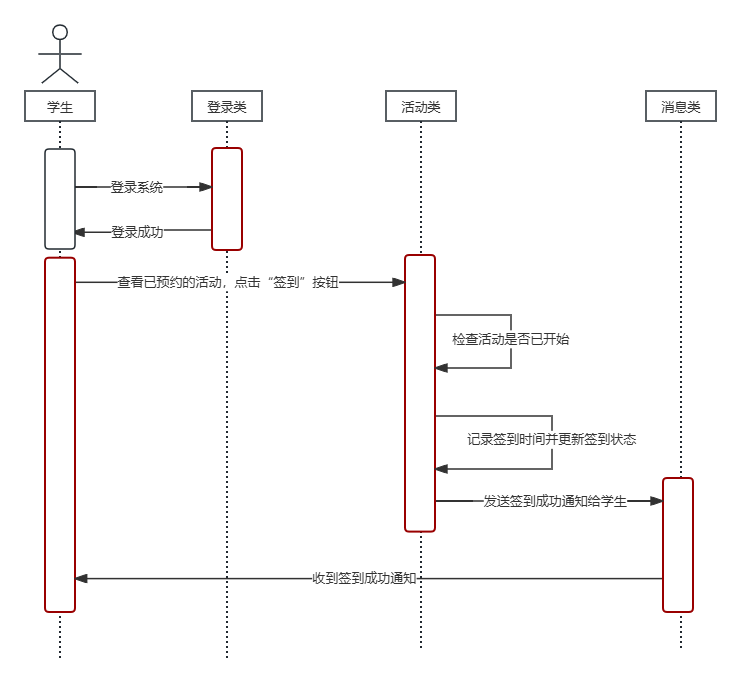 学生
登录类
活动类
消息类
登录系统
登录成功
查看已预约的活动，点击“签到”按钮
检查活动是否已开始
记录签到时间并更新签到状态
发送签到成功通知给学生
收到签到成功通知